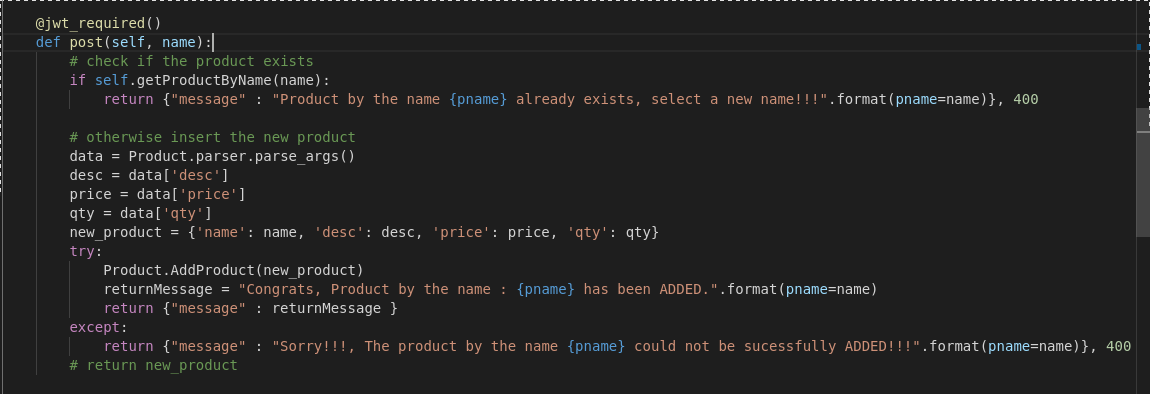 @jwt_required()
def post(self, name):
# check if the product exists
if self.getProductByName(name):
return {"message" : "Product by the name {pname} already exists, select a new name!!!".format(pname=name)}, 400
# otherwise insert the new product
data = Product.parser.parse_args()
desc = data['desc']
price = data['price']
qty = data['qty']
new_product = {'name': name, 'desc': desc, 'price': price, 'qty': qty}
try:
Product.AddProduct(new_product)
returnMessage = "Congrats, Product by the name : {pname} has been ADDED.".format(pname=name)
return {"message" : returnMessage }
except:
return {"message" : "Sorry!!!, The product by the name {pname} could not be sucessfully ADDED!!!".format(pname=name)}, 400
# return new_product